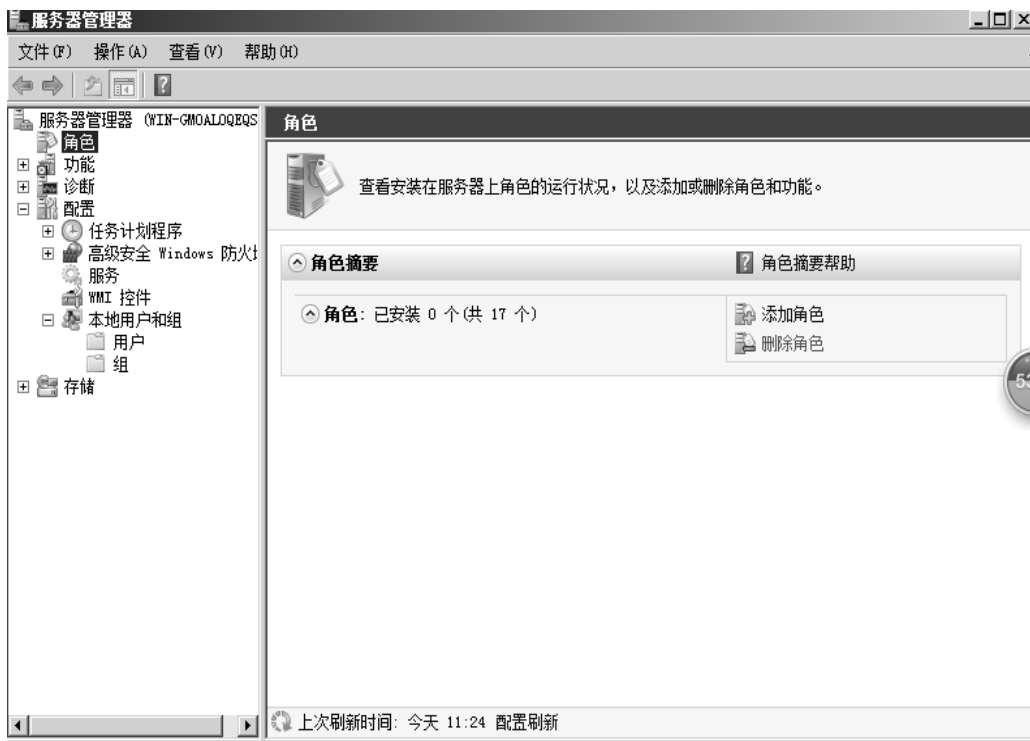 服务器管理器
文件(F) 操作(A) 查看(V) 帮助(H)
服务器管理器 (WIN-GMOALOQEQS
角色
功能
诊断
配置
任务计划程序
高级安全 Windows 防火
服务
WMI 控件
本地用户和组
用户
组
存储
角色
查看安装在服务器上角色的运行状况，以及添加或删除角色和功能。
角色摘要
角色摘要帮助
角色: 已安装 0 个(共 17 个)
添加角色
删除角色
53
上次刷新时间: 今天 11:24 配置刷新